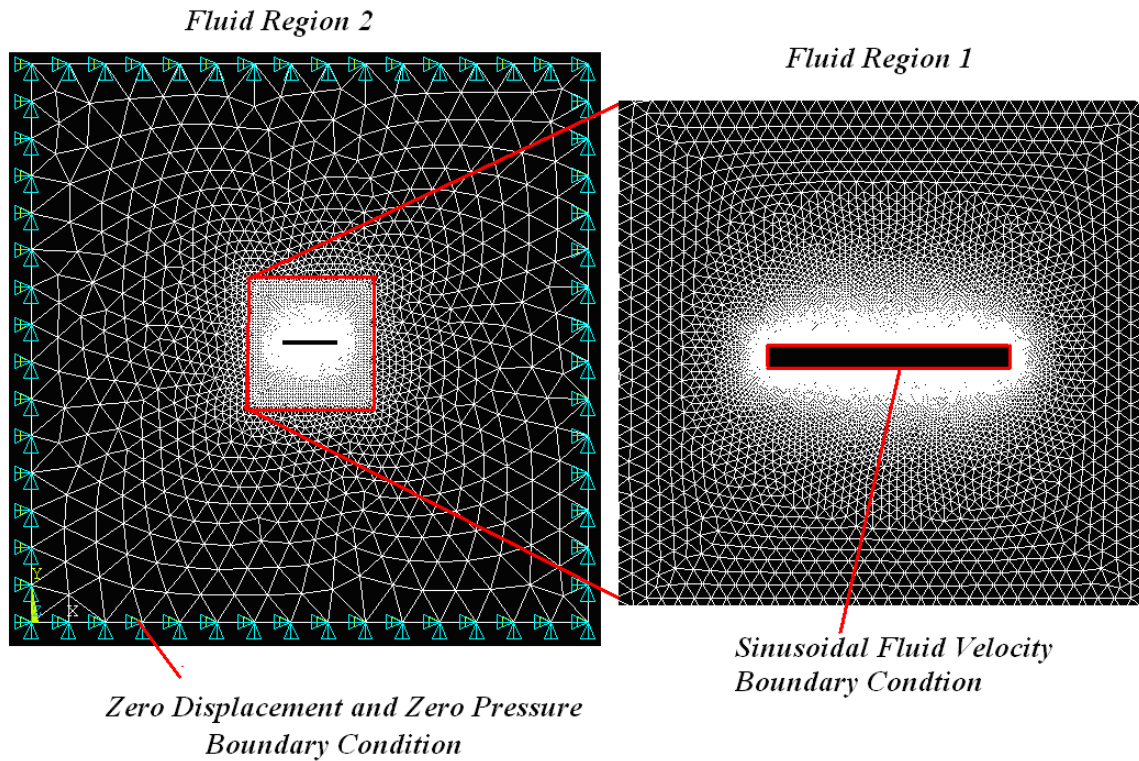 Fluid Region 2
Fluid Region 1
Y
X
Sinusoidal Fluid Velocity
Boundary Condtion
Zero Displacement and Zero Pressure
Boundary Condition